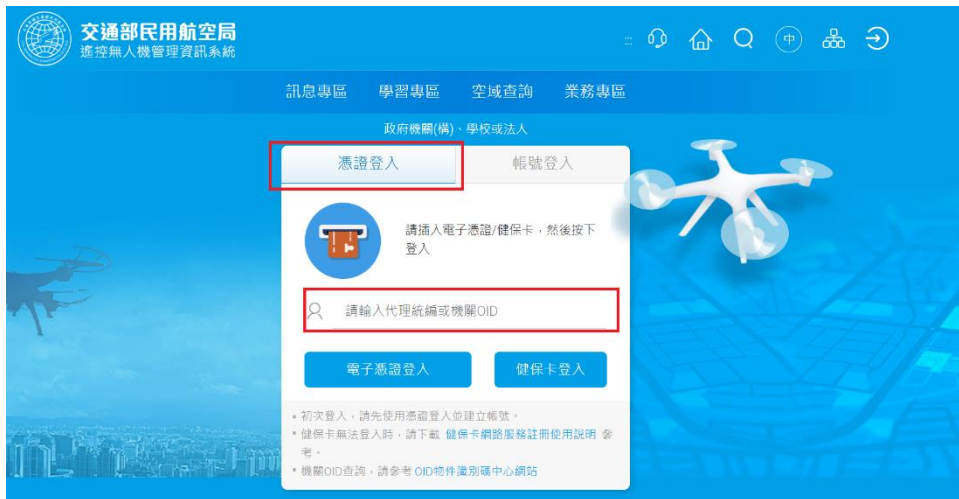 交通部民用航空局
遙控無人機管理資訊系統
:::
中
訊息專區 學習專區 空域查詢 業務專區
政府機關(構)、學校或法人
憑證登入 帳號登入
請插入電子憑證/健保卡，然後按下
登入
請輸入代理統編或機關OID
電子憑證登入 健保卡登入
• 初次登入，請先使用憑證登入並建立帳號。
• 健保卡無法登入時，請下載 健保卡網路服務註冊使用說明 參
考。
• 機關OID查詢，請參考 OID物件識別碼中心網站